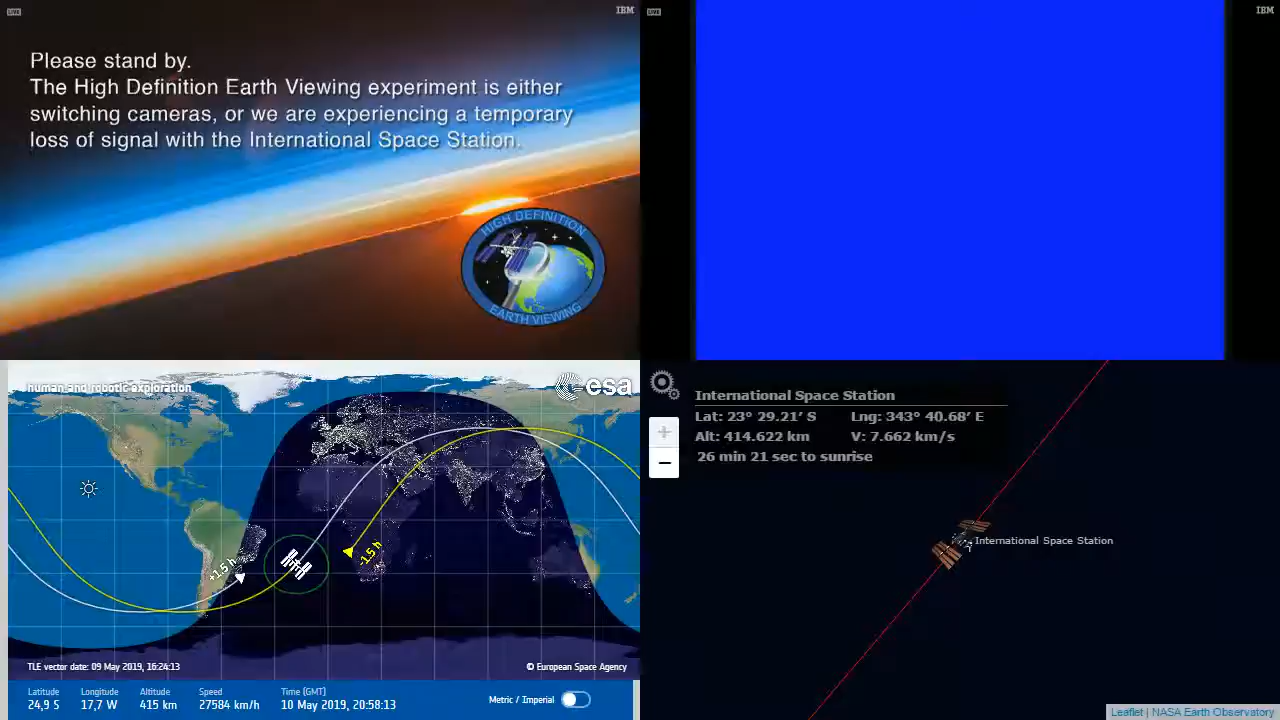 LIVE
IBM
Please stand by.
The High Definition Earth Viewing experiment is either
switching cameras, or we are experiencing a temporary
loss of signal with the International Space Station.
HIGH DEFINITION
EARTH VIEWING
LIVE
IBM
human and robotic exploration
esa
+1.5 h
-1.5 h
TLE vector date: 09 May 2019, 16:24:13
© European Space Agency
Latitude Longitude Altitude Speed Time (GMT)
24,9 S 17,7 W 415 km 27584 km/h 10 May 2019, 20:58:13
Metric / Imperial
International Space Station
Lat: 23° 29.21′ S Lng: 343° 40.68′ E
Alt: 414.622 km V: 7.662 km/s
26 min 21 sec to sunrise
+
−
International Space Station
Leaflet | NASA Earth Observatory